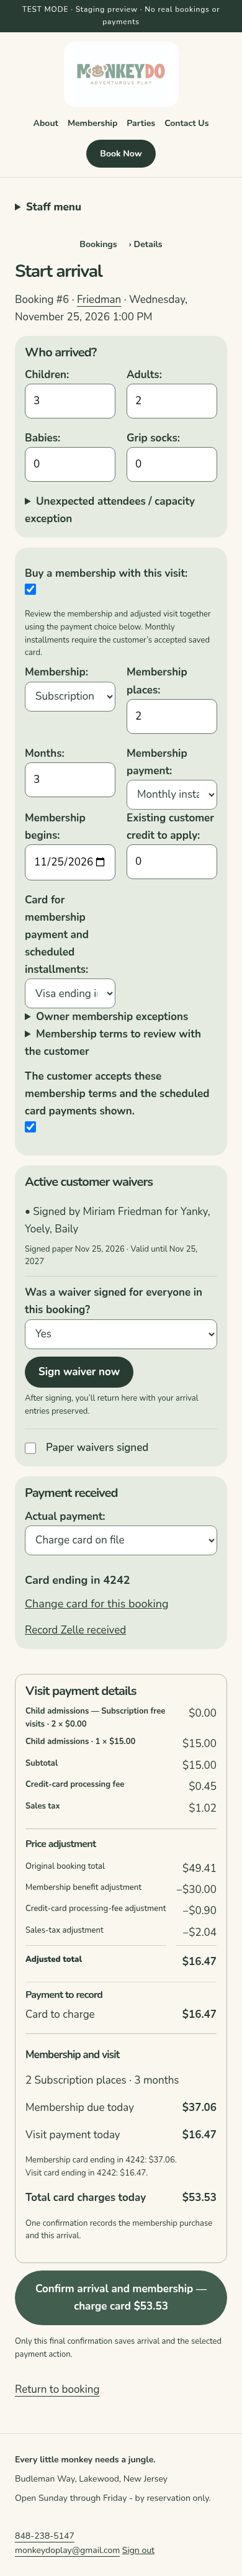 TEST MODE · Staging preview · No real bookings or
payments
MONKEYDO
ADVENTUROUS PLAY
About Membership Parties Contact Us
Book Now
▶ Staff menu
Bookings › Details
Start arrival
Booking #6 · Friedman · Wednesday,
November 25, 2026 1:00 PM
Who arrived?
Children: Adults:
3 2
Babies: Grip socks:
0 0
▶ Unexpected attendees / capacity
exception
Buy a membership with this visit:
Review the membership and adjusted visit together
using the payment choice below. Monthly
installments require the customer's accepted saved
card.
Membership: Membership
places:
Subscription 2
Months: Membership
payment:
3 Monthly insta
Membership
begins: Existing customer
credit to apply:
11/25/2026 0
Card for
membership
payment and
scheduled
installments:
Visa ending i
▶ Owner membership exceptions
▶ Membership terms to review with
the customer
The customer accepts these
membership terms and the scheduled
card payments shown.
Active customer waivers
• Signed by Miriam Friedman for Yanky,
Yoely, Baily
Signed paper Nov 25, 2026 · Valid until Nov 25,
2027
Was a waiver signed for everyone in
this booking?
Yes
Sign waiver now
After signing, you'll return here with your arrival
entries preserved.
Paper waivers signed
Payment received
Actual payment:
Charge card on file
Card ending in 4242
Change card for this booking
Record Zelle received
Visit payment details
Child admissions — Subscription free
visits · 2 × $0.00 $0.00
Child admissions · 1 × $15.00 $15.00
Subtotal $15.00
Credit-card processing fee $0.45
Sales tax $1.02
Price adjustment
Original booking total $49.41
Membership benefit adjustment −$30.00
Credit-card processing-fee adjustment −$0.90
Sales-tax adjustment −$2.04
Adjusted total $16.47
Payment to record
Card to charge $16.47
Membership and visit
2 Subscription places · 3 months
Membership due today $37.06
Visit payment today $16.47
Membership card ending in 4242: $37.06.
Visit card ending in 4242: $16.47.
Total card charges today $53.53
One confirmation records the membership purchase
and this arrival.
Confirm arrival and membership —
charge card $53.53
Only this final confirmation saves arrival and the selected
payment action.
Return to booking
Every little monkey needs a jungle.
Budleman Way, Lakewood, New Jersey
Open Sunday through Friday - by reservation only.
848-238-5147
monkeydoplay@gmail.com Sign out